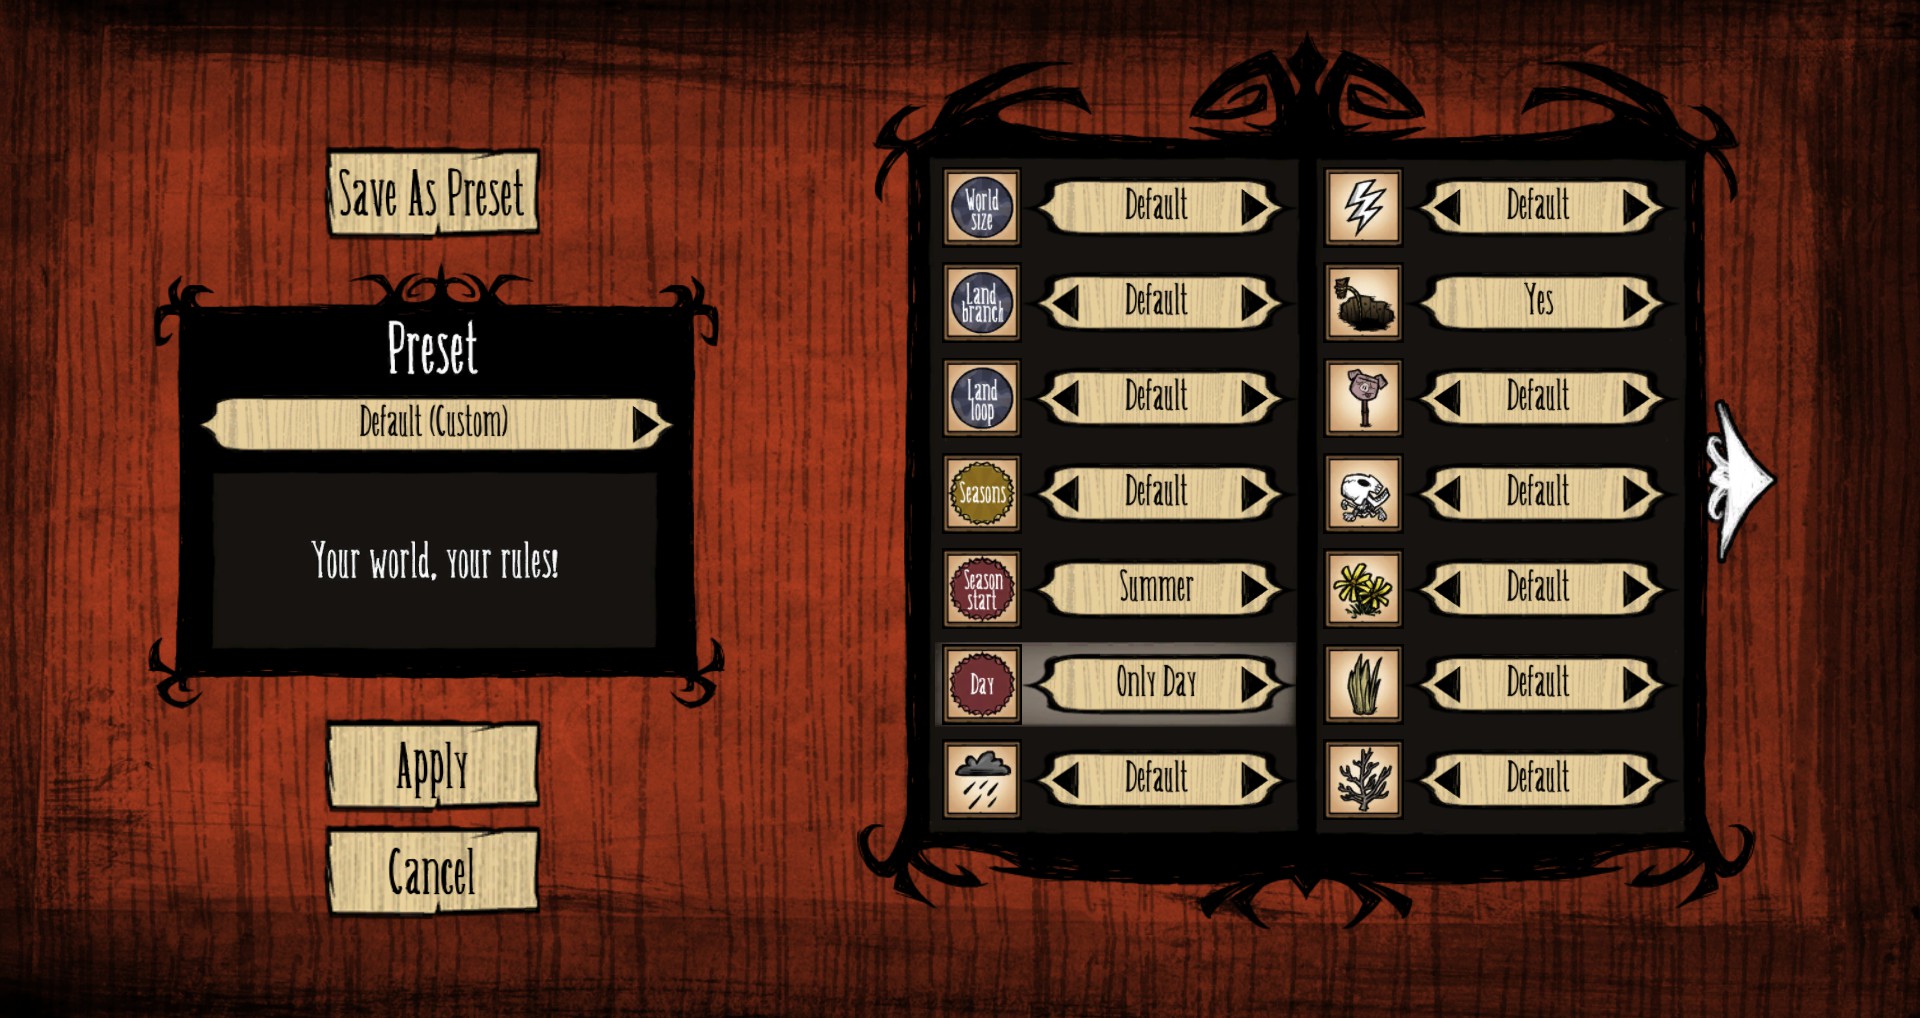 Save As Preset
Preset
Default (Custom)
Your world, your rules!
Apply
Cancel
World
size
Default
Land
branch
Default
Land
loop
Default
Seasons
Default
Season
start
Summer
Day
Only Day
Default
Default
Yes
Default
Default
Default
Default
Default